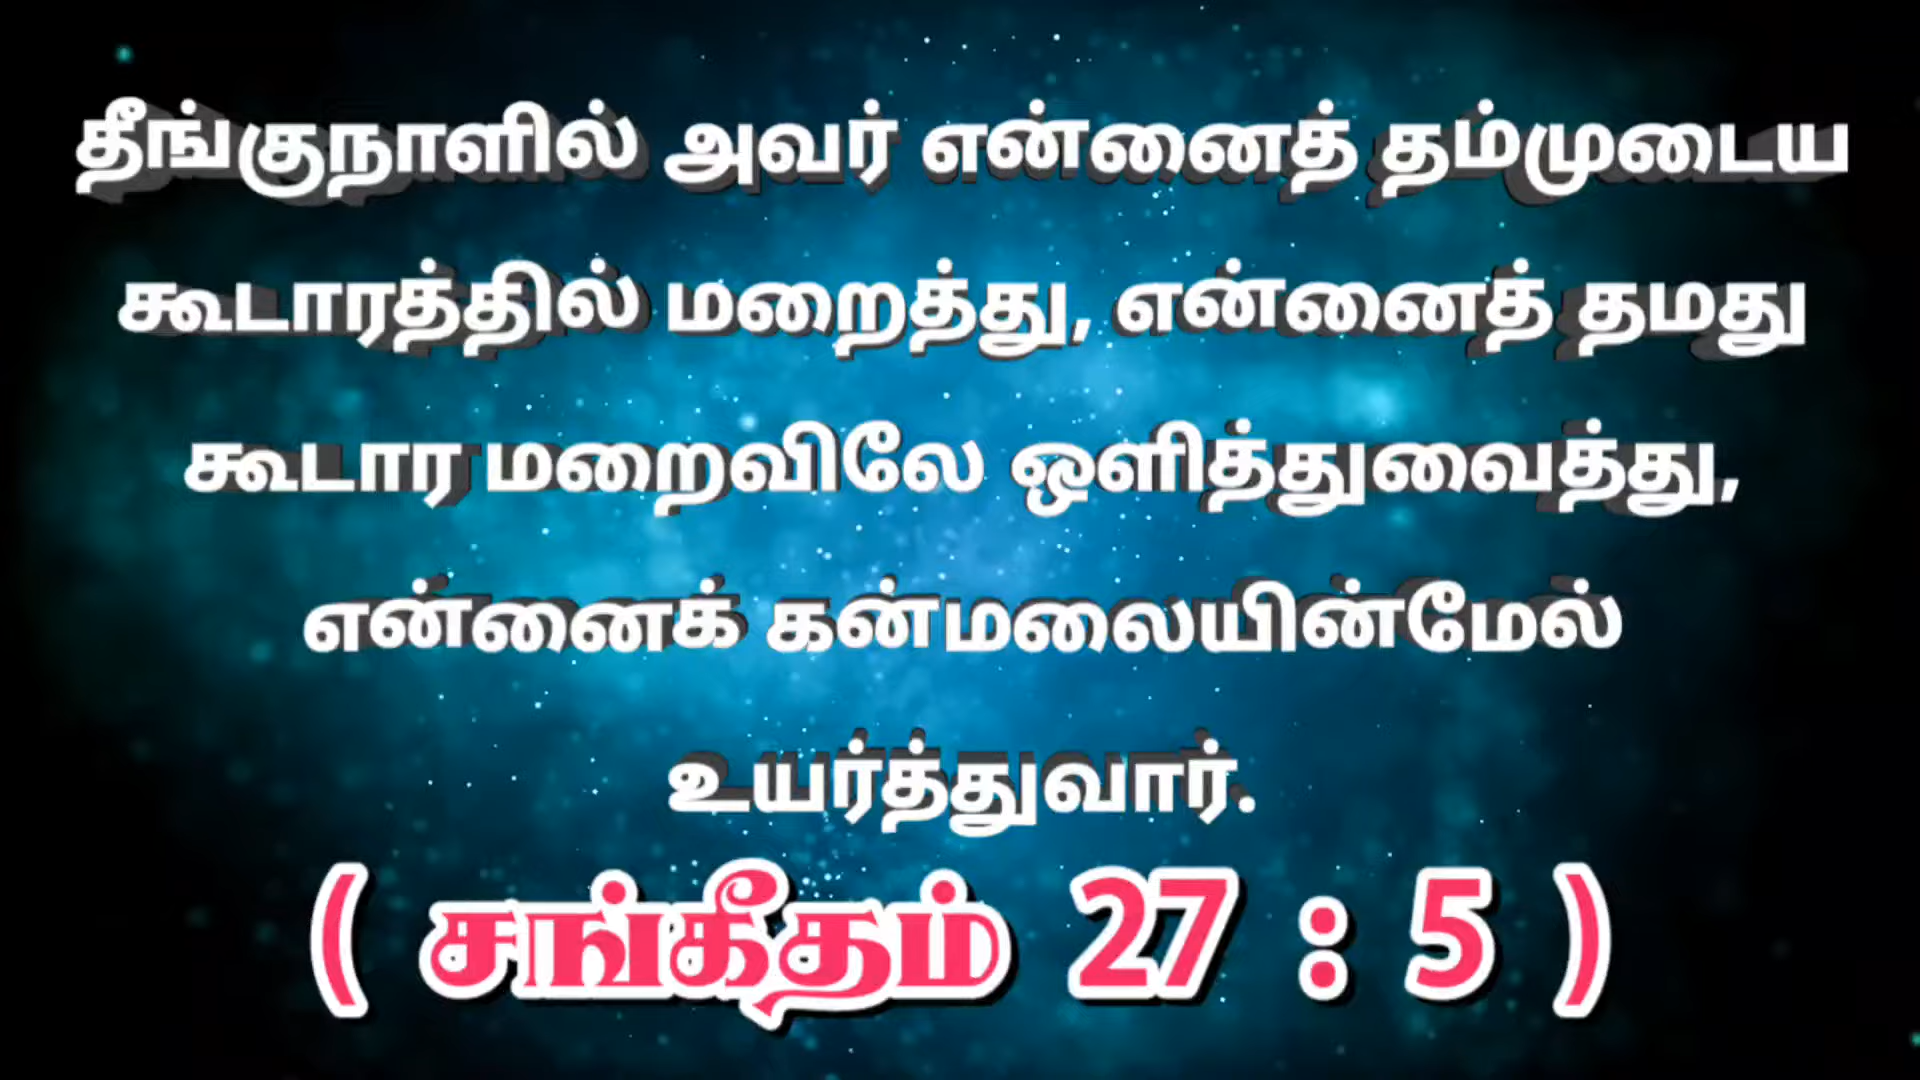 தீங்குநாளில் அவர் என்னைத் தம்முடைய
கூடாரத்தில் மறைத்து, என்னைத் தமது
கூடார மறைவிலே ஒளித்துவைத்து,
என்னைக் கன்மலையின்மேல்
உயர்த்துவார்.
( சங்கீதம் 27 : 5 )